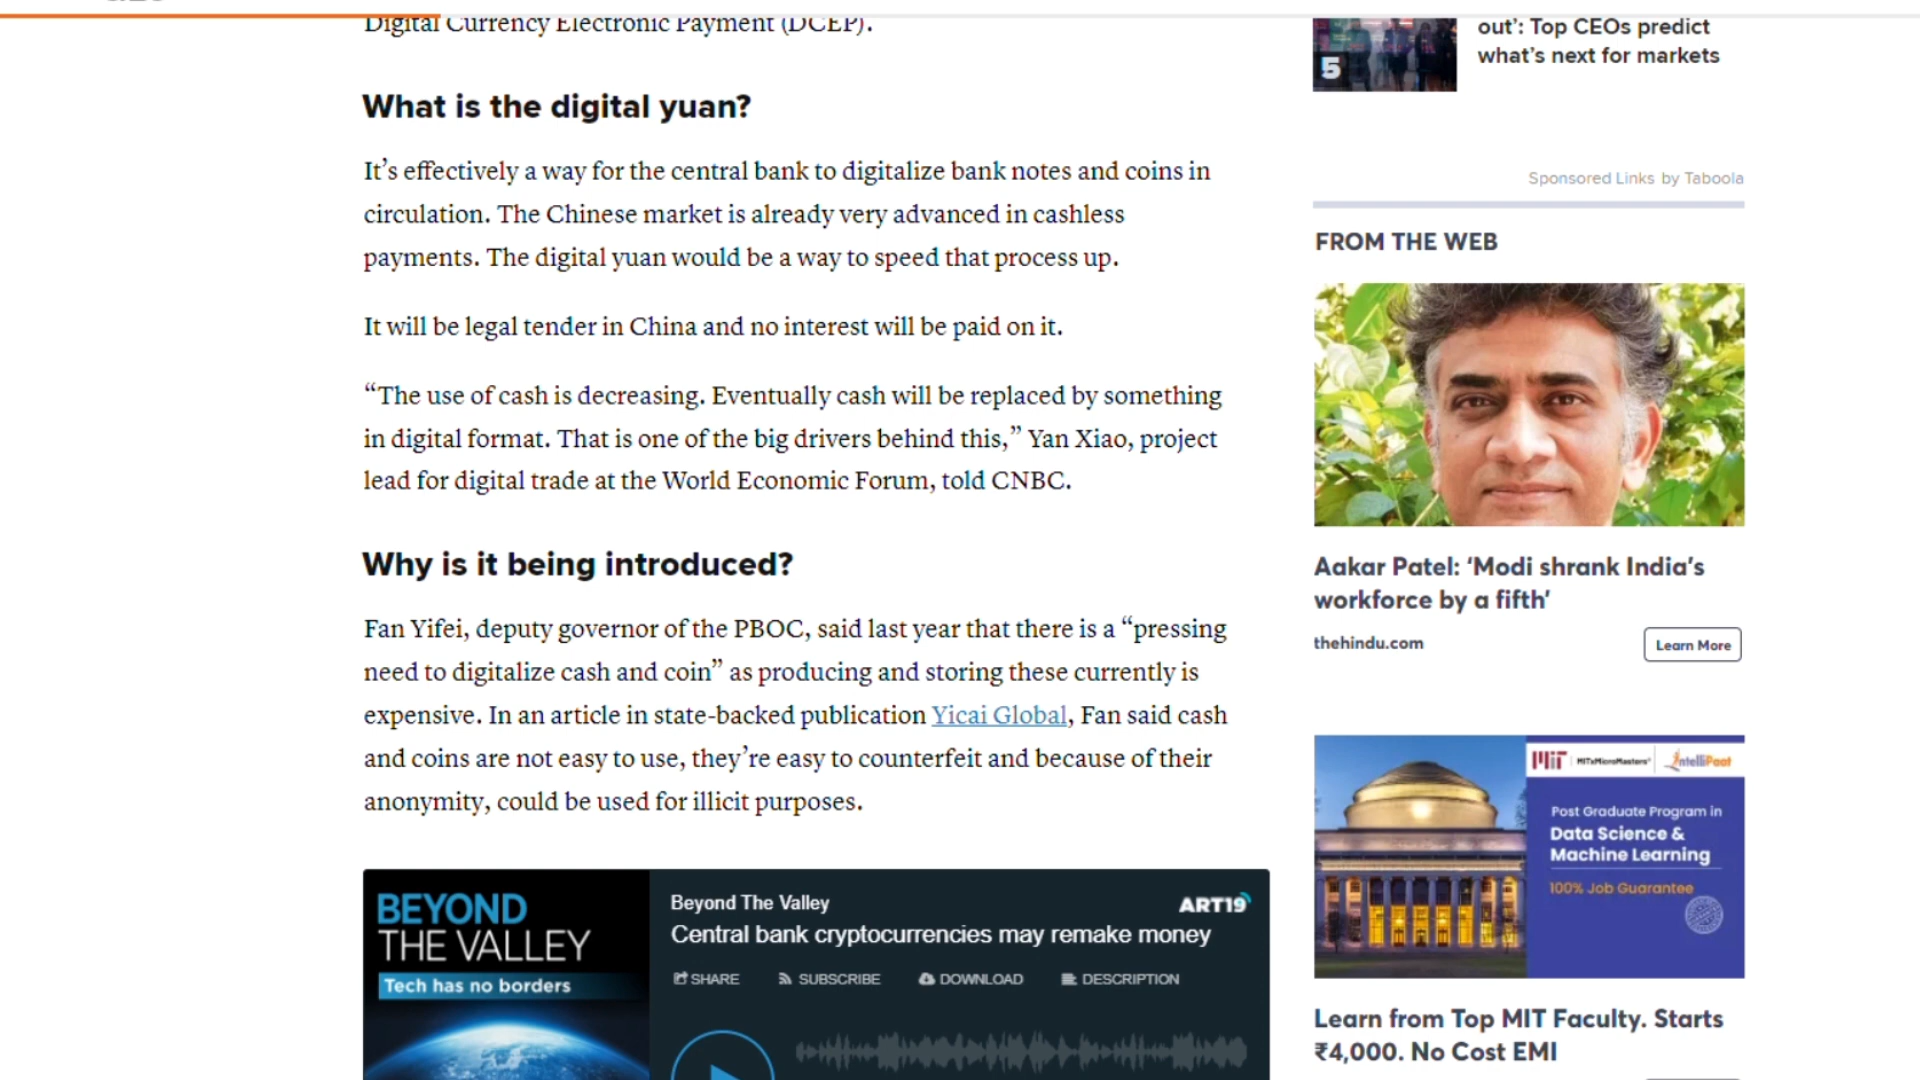 Digital Currency Electronic Payment (DCEP).
What is the digital yuan?
It’s effectively a way for the central bank to digitalize bank notes and coins in
circulation. The Chinese market is already very advanced in cashless
payments. The digital yuan would be a way to speed that process up.
It will be legal tender in China and no interest will be paid on it.
“The use of cash is decreasing. Eventually cash will be replaced by something
in digital format. That is one of the big drivers behind this,” Yan Xiao, project
lead for digital trade at the World Economic Forum, told CNBC.
Why is it being introduced?
Fan Yifei, deputy governor of the PBOC, said last year that there is a “pressing
need to digitalize cash and coin” as producing and storing these currently is
expensive. In an article in state-backed publication Yicai Global, Fan said cash
and coins are not easy to use, they’re easy to counterfeit and because of their
anonymity, could be used for illicit purposes.
BEYOND
THE VALLEY
Tech has no borders
Beyond The Valley
ART19
Central bank cryptocurrencies may remake money
SHARE SUBSCRIBE DOWNLOAD DESCRIPTION
5
out’: Top CEOs predict
what’s next for markets
Sponsored Links by Taboola
FROM THE WEB
Aakar Patel: ‘Modi shrank India’s
workforce by a fifth’
thehindu.com
Learn More
MIT MITxMicroMasters intelliPaat
Post Graduate Program in
Data Science &
Machine Learning
100% Job Guarantee
Learn from Top MIT Faculty. Starts
₹4,000. No Cost EMI